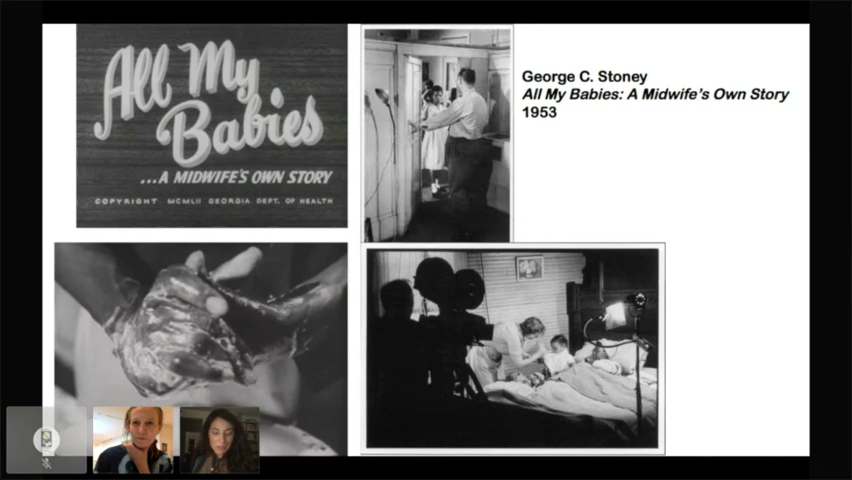 All My
Babies
...A MIDWIFE'S OWN STORY
COPYRIGHT MCMLII GEORGIA DEPT. OF HEALTH
George C. Stoney
All My Babies: A Midwife’s Own Story
1953